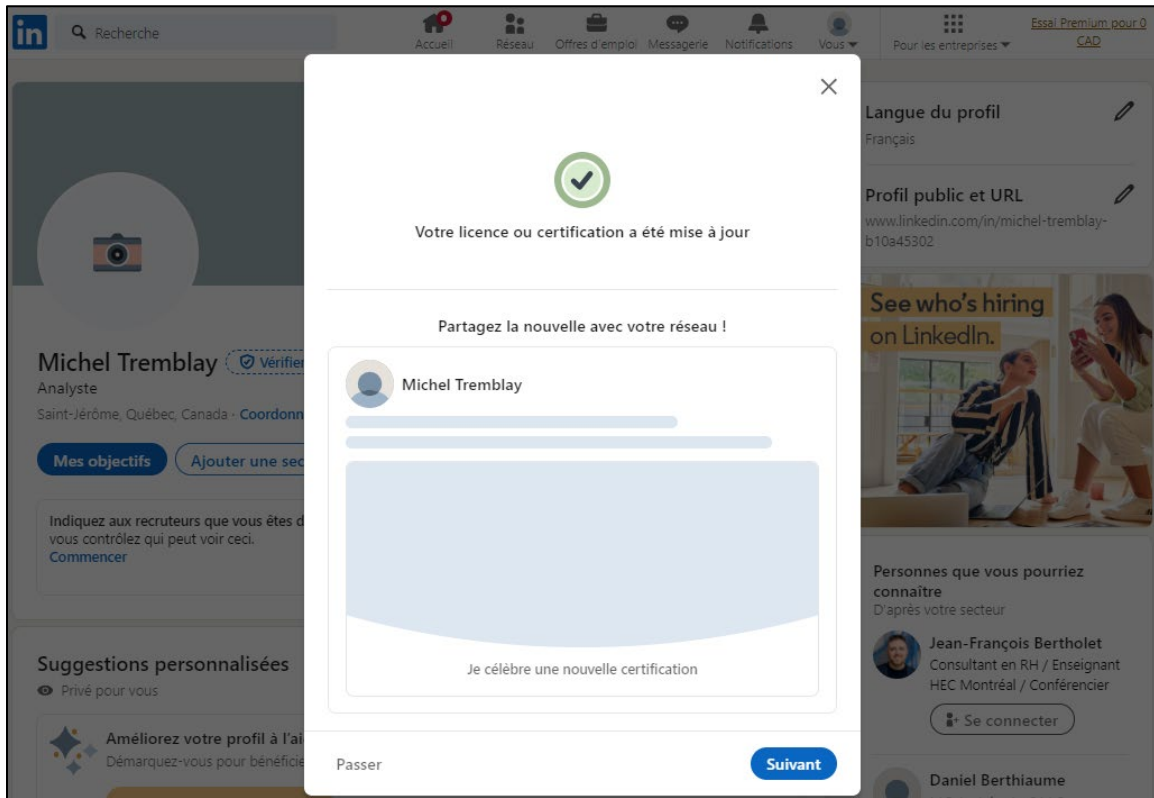 in
Recherche
Accueil
Réseau
Offres d'emploi
Messagerie
Notifications
Vous
Pour les entreprises
Essai Premium pour 0
CAD
Votre licence ou certification a été mise à jour
Partagez la nouvelle avec votre réseau !
Michel Tremblay
Je célèbre une nouvelle certification
Passer
Suivant
Michel Tremblay
Vérifier
Analyste
Saint-Jérôme, Québec, Canada · Coordonn
Mes objectifs
Ajouter une sec
Indiquez aux recruteurs que vous êtes d
vous contrôlez qui peut voir ceci.
Commencer
Suggestions personnalisées
Privé pour vous
Améliorez votre profil à l'ai
Démarquez-vous pour bénéficie
Langue du profil
Français
Profil public et URL
www.linkedin.com/in/michel-tremblay-
b10a45302
See who's hiring
on LinkedIn.
Personnes que vous pourriez
connaître
D'après votre secteur
Jean-François Bertholet
Consultant en RH / Enseignant
HEC Montréal / Conférencier
Se connecter
Daniel Berthiaume